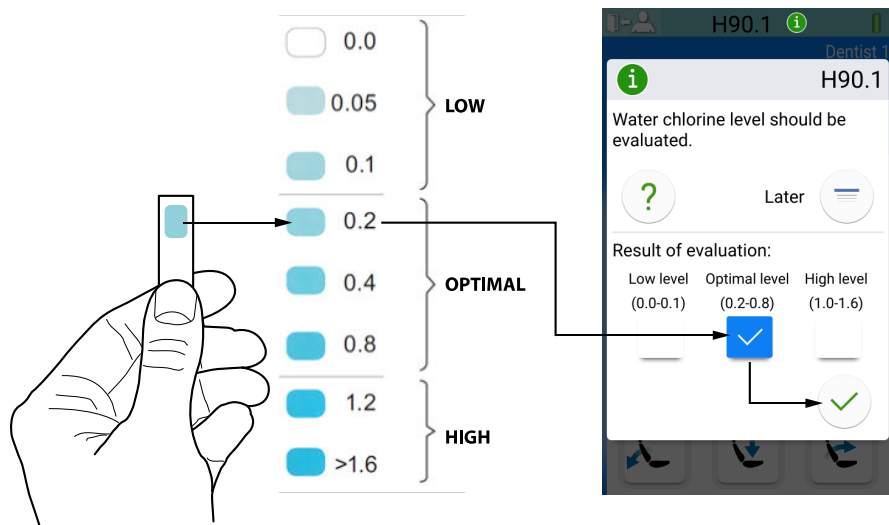 0.0
0.05
0.1
LOW
0.2
0.4
0.8
OPTIMAL
1.2
>1.6
HIGH
H90.1 i
Dentist 1
i H90.1
Water chlorine level should be
evaluated.
? Later
Result of evaluation:
Low level Optimal level High level
(0.0-0.1) (0.2-0.8) (1.0-1.6)